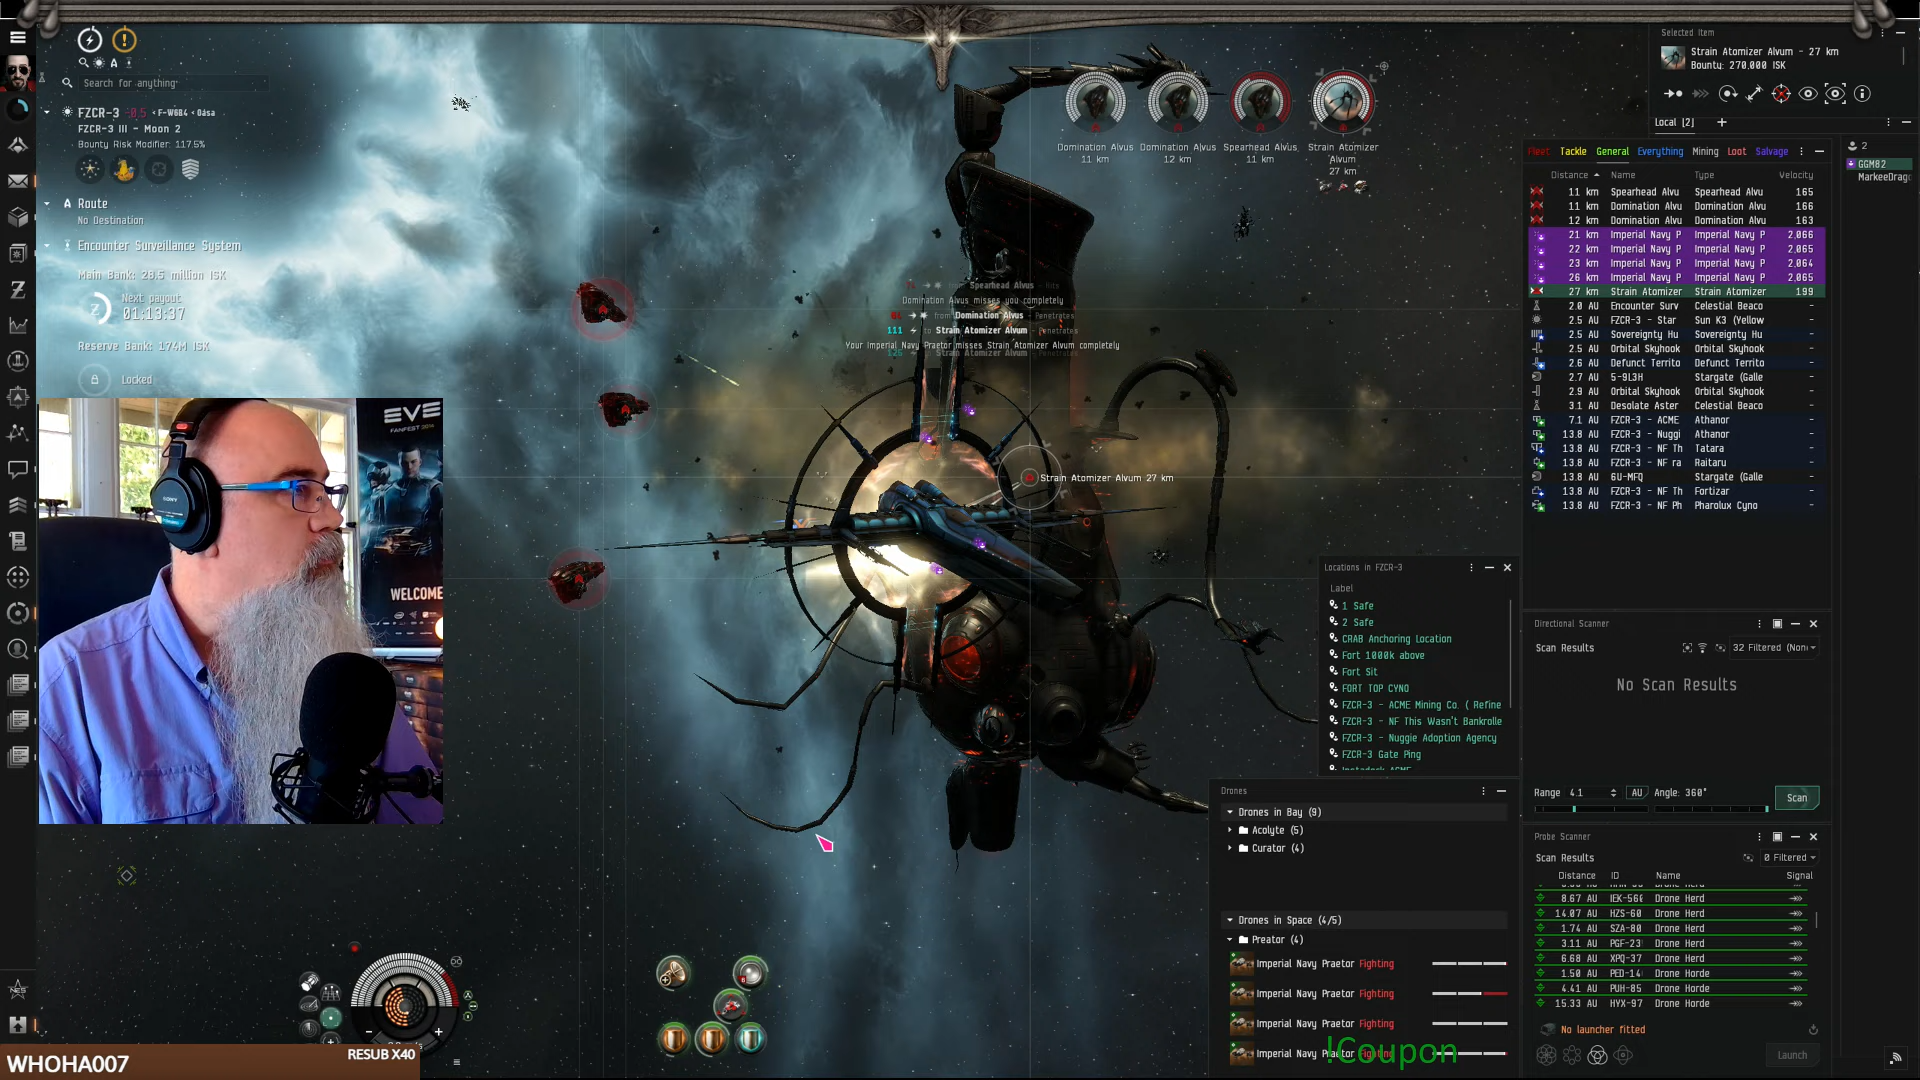 Search for anything
FZCR-3 -0.5 < F-W6B4 < Oasa
FZCR-3 III - Moon 2
Bounty Risk Modifier: 117.5%
Route
No Destination
Encounter Surveillance System
Main Bank: 28.5 million ISK
Next payout
01:13:37
Reserve Bank: 174M ISK
Locked
EVE
FANFEST 2014
WELCOME
SONY
WHOHA007
RESUB X40
Domination Alvus
11 km
Domination Alvus
12 km
Spearhead Alvus
11 km
Strain Atomizer
Alvum
27 km
from Spearhead Alvus - Hits
Domination Alvus misses you completely
from Domination Alvus - Penetrates
111 to Strain Atomizer Alvum - Penetrates
Your Imperial Navy Praetor misses Strain Atomizer Alvum completely
Strain Atomizer Alvum - Penetrates
Strain Atomizer Alvum 27 km
Selected Item
Strain Atomizer Alvum - 27 km
Bounty: 270.000 ISK
Local [2]
2
GGM82
MarkeeDrag
Fleet Tackle General Everything Mining Loot Salvage
Distance Name Type Velocity
11 km Spearhead Alvu Spearhead Alvu 165
11 km Domination Alvu Domination Alvu 166
12 km Domination Alvu Domination Alvu 163
21 km Imperial Navy P Imperial Navy P 2,066
22 km Imperial Navy P Imperial Navy P 2,065
23 km Imperial Navy P Imperial Navy P 2,064
26 km Imperial Navy P Imperial Navy P 2,065
27 km Strain Atomizer Strain Atomizer 199
2.0 AU Encounter Surv Celestial Beaco -
2.5 AU FZCR-3 - Star Sun K3 (Yellow -
2.5 AU Sovereignty Hu Sovereignty Hu -
2.5 AU Orbital Skyhook Orbital Skyhook -
2.6 AU Defunct Territo Defunct Territo -
2.7 AU 5-9L3H Stargate (Galle -
2.9 AU Orbital Skyhook Orbital Skyhook -
3.1 AU Desolate Aster Celestial Beaco -
7.1 AU FZCR-3 - ACME Athanor -
13.8 AU FZCR-3 - Nuggi Athanor -
13.8 AU FZCR-3 - NF Th Tatara -
13.8 AU FZCR-3 - NF ra Raitaru -
13.8 AU 6U-MFQ Stargate (Galle -
13.8 AU FZCR-3 - NF Th Fortizar -
13.8 AU FZCR-3 - NF Ph Pharolux Cyno -
Locations in FZCR-3
Label
1 Safe
2 Safe
CRAB Anchoring Location
Fort 1000k above
Fort Sit
FORT TOP CYNO
FZCR-3 - ACME Mining Co. ( Refine
FZCR-3 - NF This Wasn't Bankrolle
FZCR-3 - Nuggie Adoption Agency
FZCR-3 Gate Ping
Directional Scanner
Scan Results 32 Filtered (Non
No Scan Results
Range 4.1 AU Angle: 360° Scan
Drones
Drones in Bay (9)
Acolyte (5)
Curator (4)
Drones in Space (4/5)
Preator (4)
Imperial Navy Praetor Fighting
Imperial Navy Praetor Fighting
Imperial Navy Praetor Fighting
Imperial Navy Praetor Fighting
!Coupon
Probe Scanner
Scan Results 0 Filtered
Distance ID Name Signal
8.67 AU IEK-56 Drone Herd
14.07 AU HZS-60 Drone Herd
1.74 AU SZA-80 Drone Herd
3.11 AU PGF-23 Drone Herd
6.68 AU XPQ-37 Drone Herd
1.50 AU PED-14 Drone Horde
4.41 AU PUH-85 Drone Horde
15.33 AU HYX-97 Drone Horde
No launcher fitted
Launch